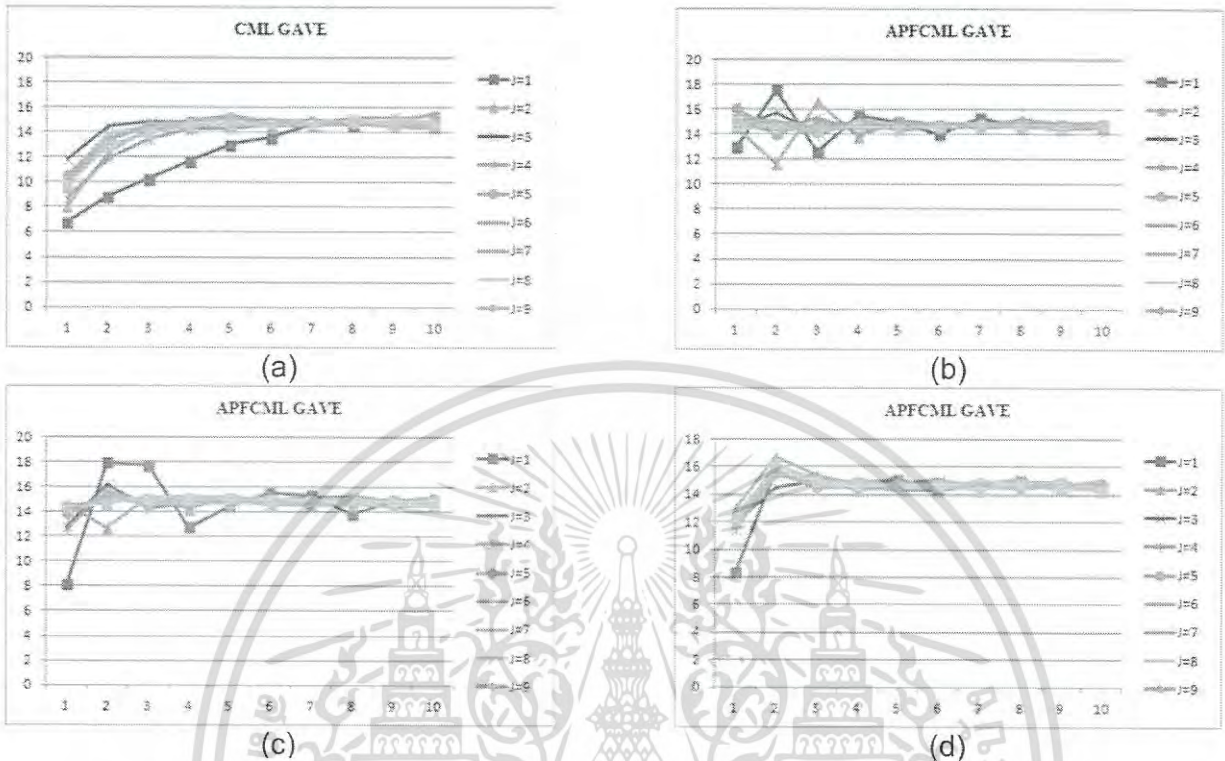 CML GAVE
20
18
16
14
12
10
8
6
4
2
0
1 2 3 4 5 6 7 8 9 10
J=1
J=2
J=3
J=4
J=5
J=6
J=7
J=8
J=9
(a)
APFCML GAVE
20
18
16
14
12
10
8
6
4
2
0
1 2 3 4 5 6 7 8 9 10
J=1
J=2
J=3
J=4
J=5
J=6
J=7
J=8
J=9
(b)
APFCML GAVE
20
18
16
14
12
10
8
6
4
2
0
1 2 3 4 5 6 7 8 9 10
J=1
J=2
J=3
J=4
J=5
J=6
J=7
J=8
J=9
(c)
APFCML GAVE
18
16
14
12
10
8
6
4
2
0
1 2 3 4 5 6 7 8 9 10
J=1
J=2
J=3
J=4
J=5
J=6
J=7
J=8
J=9
(d)